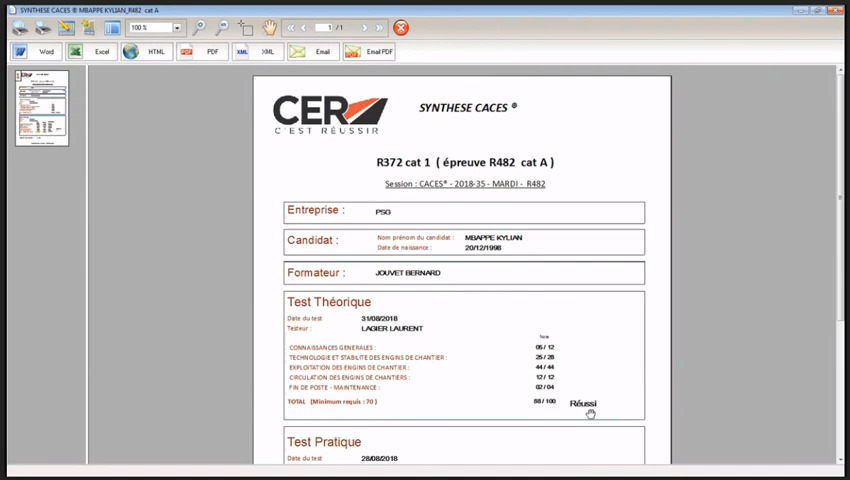 SYNTHESE CACES ® MBAPPE KYLIAN_R482 cat A
100 %
1 / 1
Word
Excel
HTML
PDF
XML
Email
Email PDF
CER
C'EST RÉUSSIR
SYNTHESE CACES ®
R372 cat 1 ( épreuve R482 cat A )
Session : CACES® - 2018-35 - MARDI - R482
Entreprise : PSG
Candidat : Nom prénom du candidat : MBAPPE KYLIAN
Date de naissance : 20/12/1998
Formateur : JOUVET BERNARD
Test Théorique
Date du test 31/08/2018
Testeur : LAGIER LAURENT
CONNAISSANCES GENERALES : 05 / 12
TECHNOLOGIE ET STABILITE DES ENGINS DE CHANTIER : 25 / 28
EXPLOITATION DES ENGINS DE CHANTIER : 44 / 44
CIRCULATION DES ENGINS DE CHANTIERS : 12 / 12
FIN DE POSTE - MAINTENANCE : 02 / 04
TOTAL (Minimum requis : 70 ) 88 / 100 Réussi
Test Pratique
Date du test 28/08/2018